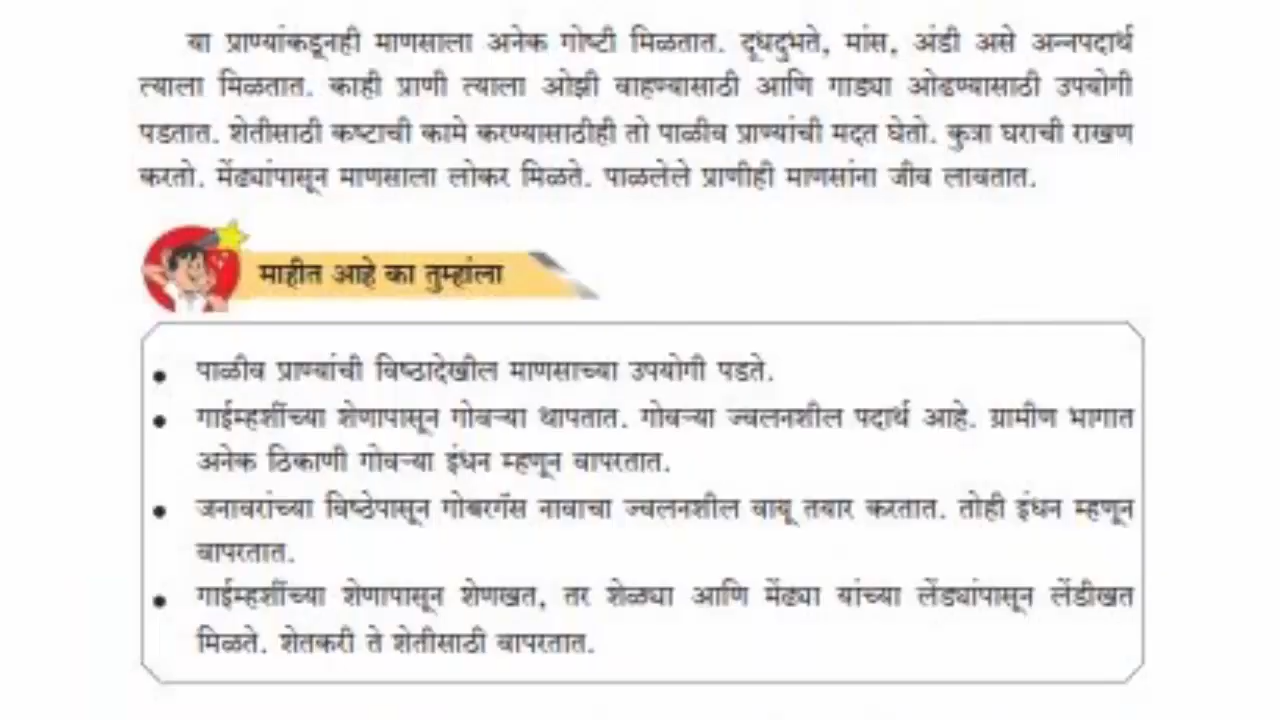 या प्राण्यांकडूनही माणसाला अनेक गोष्टी मिळतात. दूधदुभते, मांस, अंडी असे अन्नपदार्थ
त्याला मिळतात. काही प्राणी त्याला ओझी वाहण्यासाठी आणि गाड्या ओढण्यासाठी उपयोगी
पडतात. शेतीसाठी कष्टाची कामे करण्यासाठीही तो पाळीव प्राण्यांची मदत घेतो. कुत्रा घराची राखण
करतो. मेंढ्यांपासून माणसाला लोकर मिळते. पाळलेले प्राणीही माणसांना जीव लावतात.
माहीत आहे का तुम्हांला
• पाळीव प्राण्यांची विष्ठादेखील माणसाच्या उपयोगी पडते.
• गाईम्हशींच्या शेणापासून गोवऱ्या थापतात. गोवऱ्या ज्वलनशील पदार्थ आहे. ग्रामीण भागात
अनेक ठिकाणी गोवऱ्या इंधन म्हणून वापरतात.
• जनावरांच्या विष्ठेपासून गोबरगॅस नावाचा ज्वलनशील वायू तयार करतात. तोही इंधन म्हणून
वापरतात.
• गाईम्हशींच्या शेणापासून शेणखत, तर शेळ्या आणि मेंढ्या यांच्या लेंड्यांपासून लेंडीखत
मिळते. शेतकरी ते शेतीसाठी वापरतात.